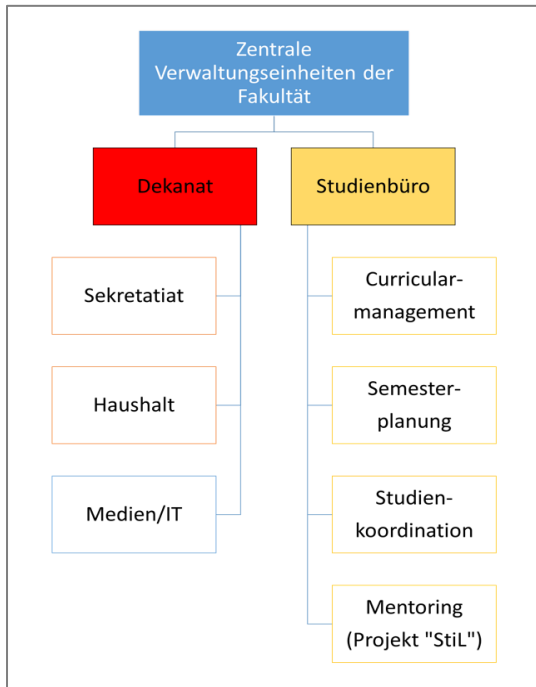 Zentrale
Verwaltungseinheiten der
Fakultät
Dekanat
Studienbüro
Sekretatiat
Haushalt
Medien/IT
Curricular-
management
Semester-
planung
Studien-
koordination
Mentoring
(Projekt "StiL")